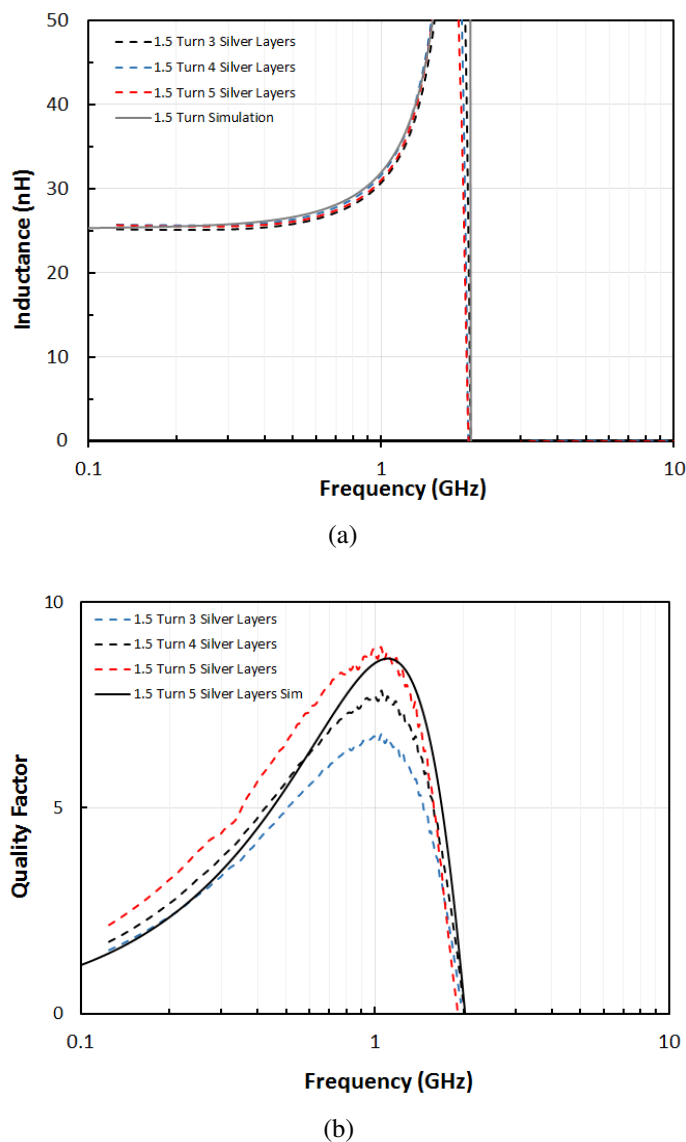 50
40
30
20
10
0
Inductance (nH)
1.5 Turn 3 Silver Layers
1.5 Turn 4 Silver Layers
1.5 Turn 5 Silver Layers
1.5 Turn Simulation
0.1 1 10
Frequency (GHz)
(a)
10
5
0
Quality Factor
1.5 Turn 3 Silver Layers
1.5 Turn 4 Silver Layers
1.5 Turn 5 Silver Layers
1.5 Turn 5 Silver Layers Sim
0.1 1 10
Frequency (GHz)
(b)